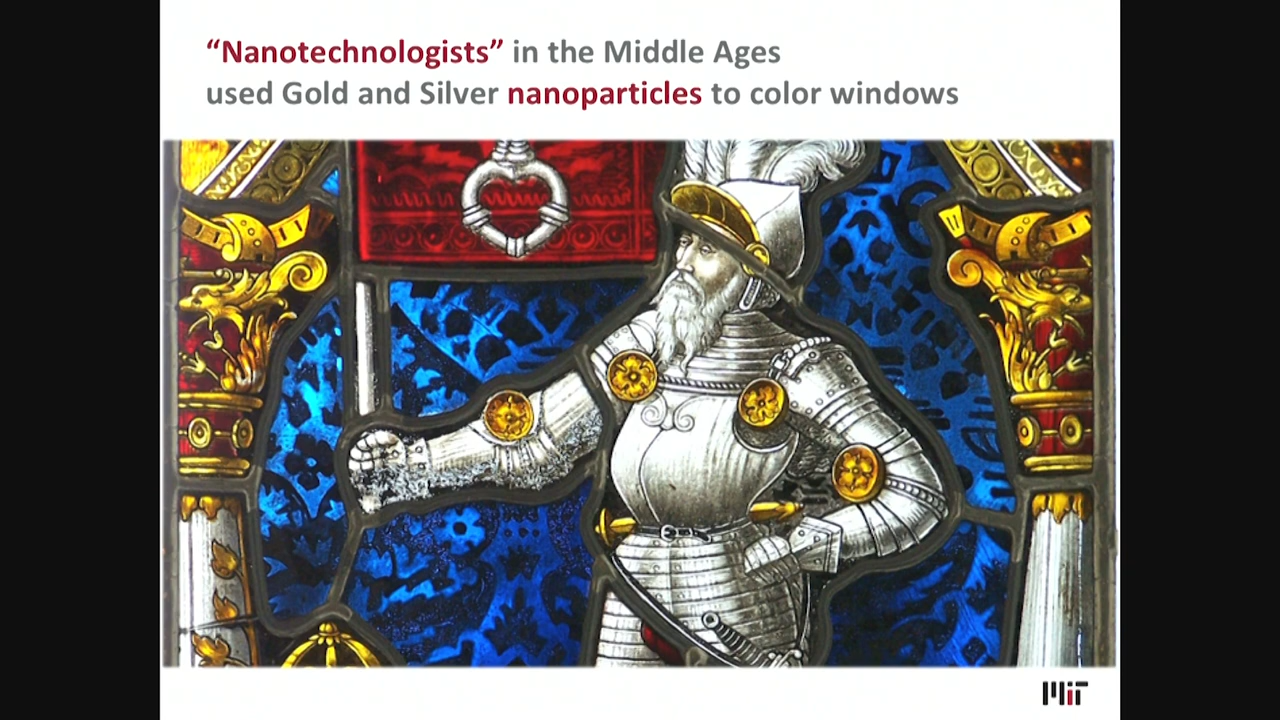 “Nanotechnologists” in the Middle Ages
used Gold and Silver nanoparticles to color windows
MIT